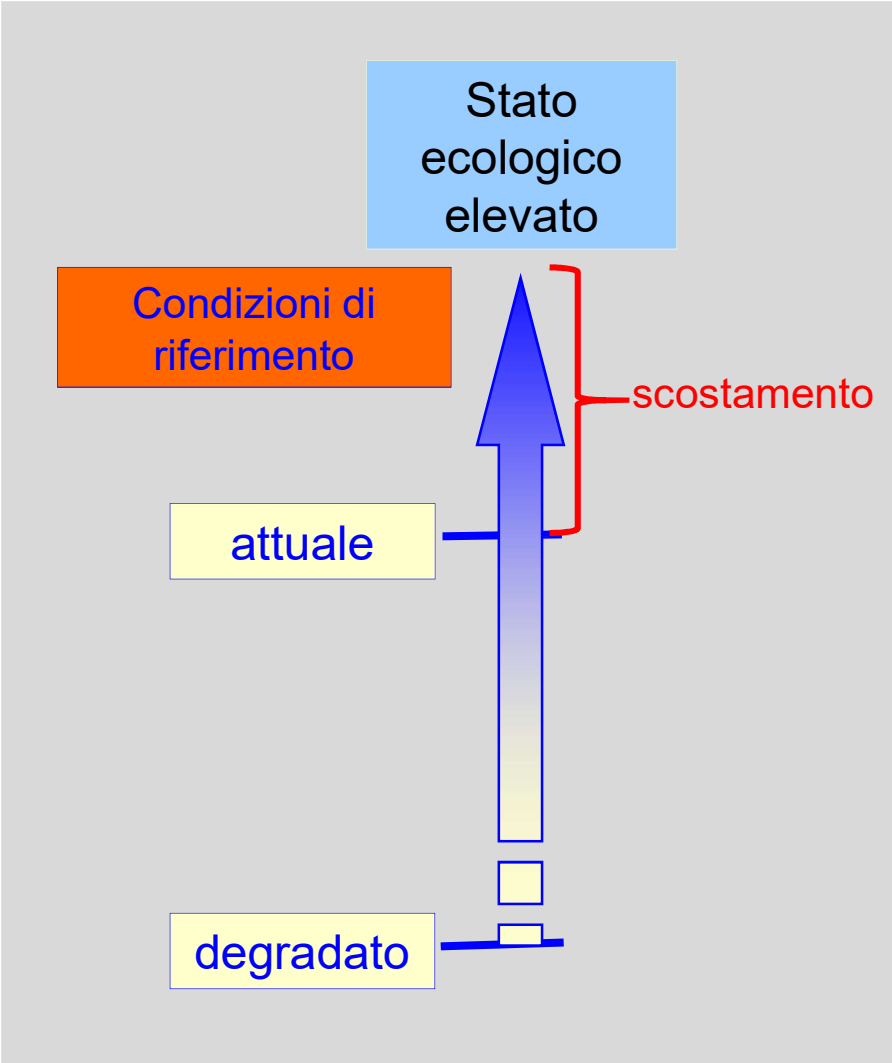 Stato
ecologico
elevato
Condizioni di
riferimento
scostamento
attuale
degradato